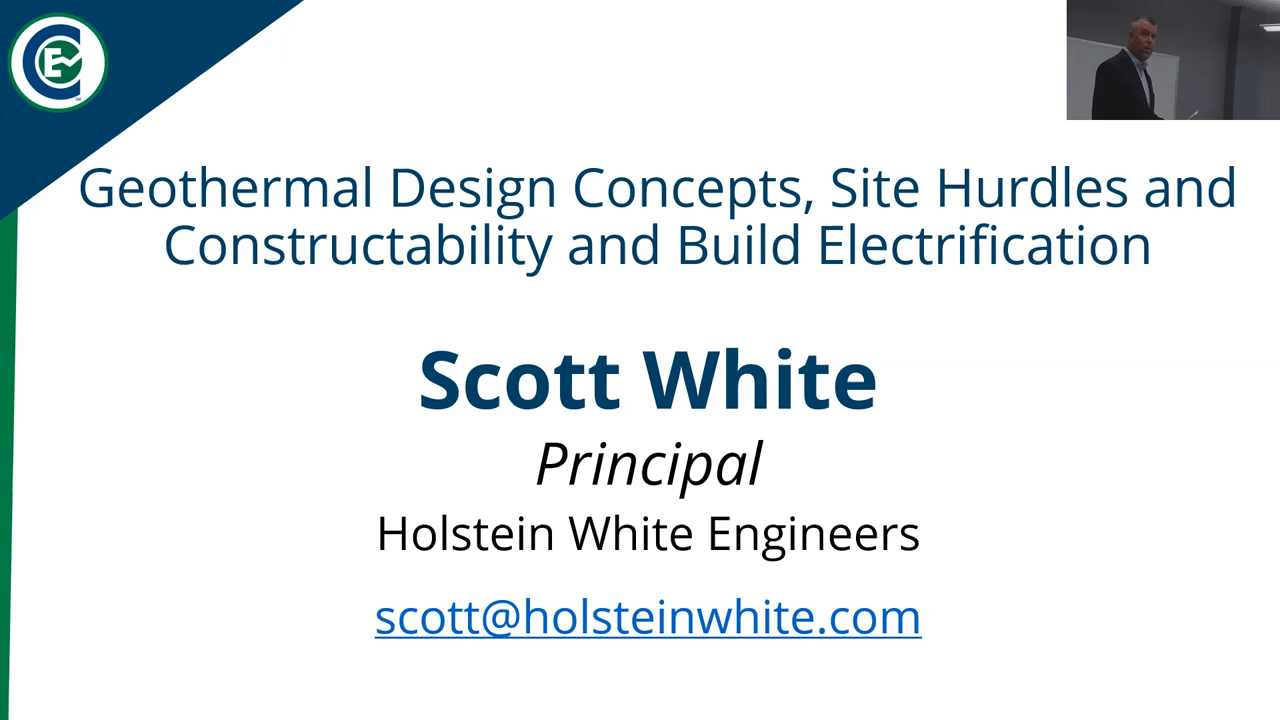 Geothermal Design Concepts, Site Hurdles and
Constructability and Build Electrification
Scott White
Principal
Holstein White Engineers
scott@holsteinwhite.com